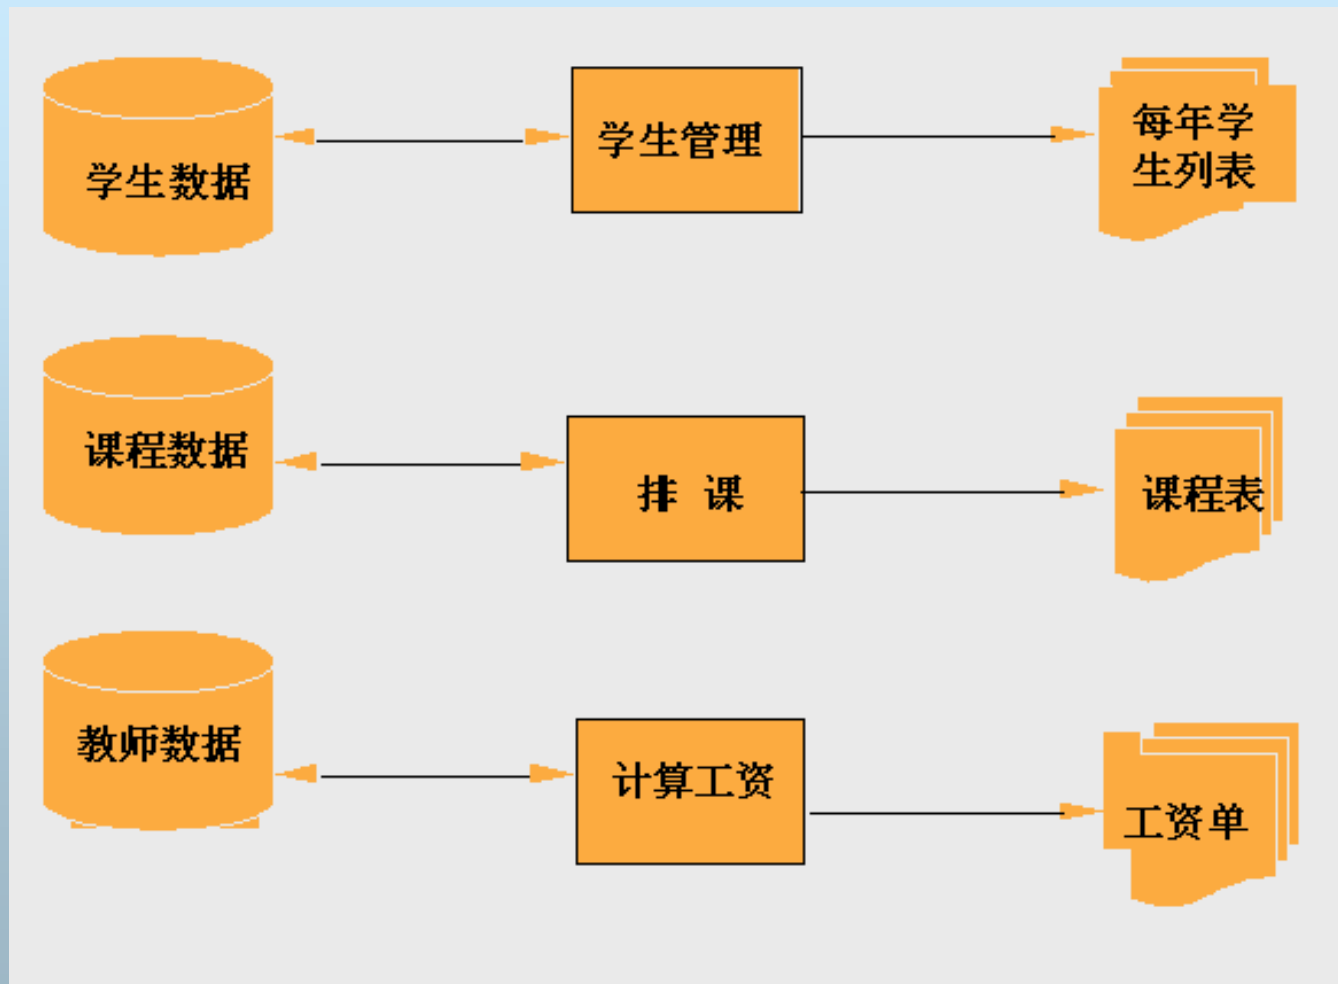 学生数据
学生管理
每年学
生列表
课程数据
排 课
课程表
教师数据
计算工资
工资单